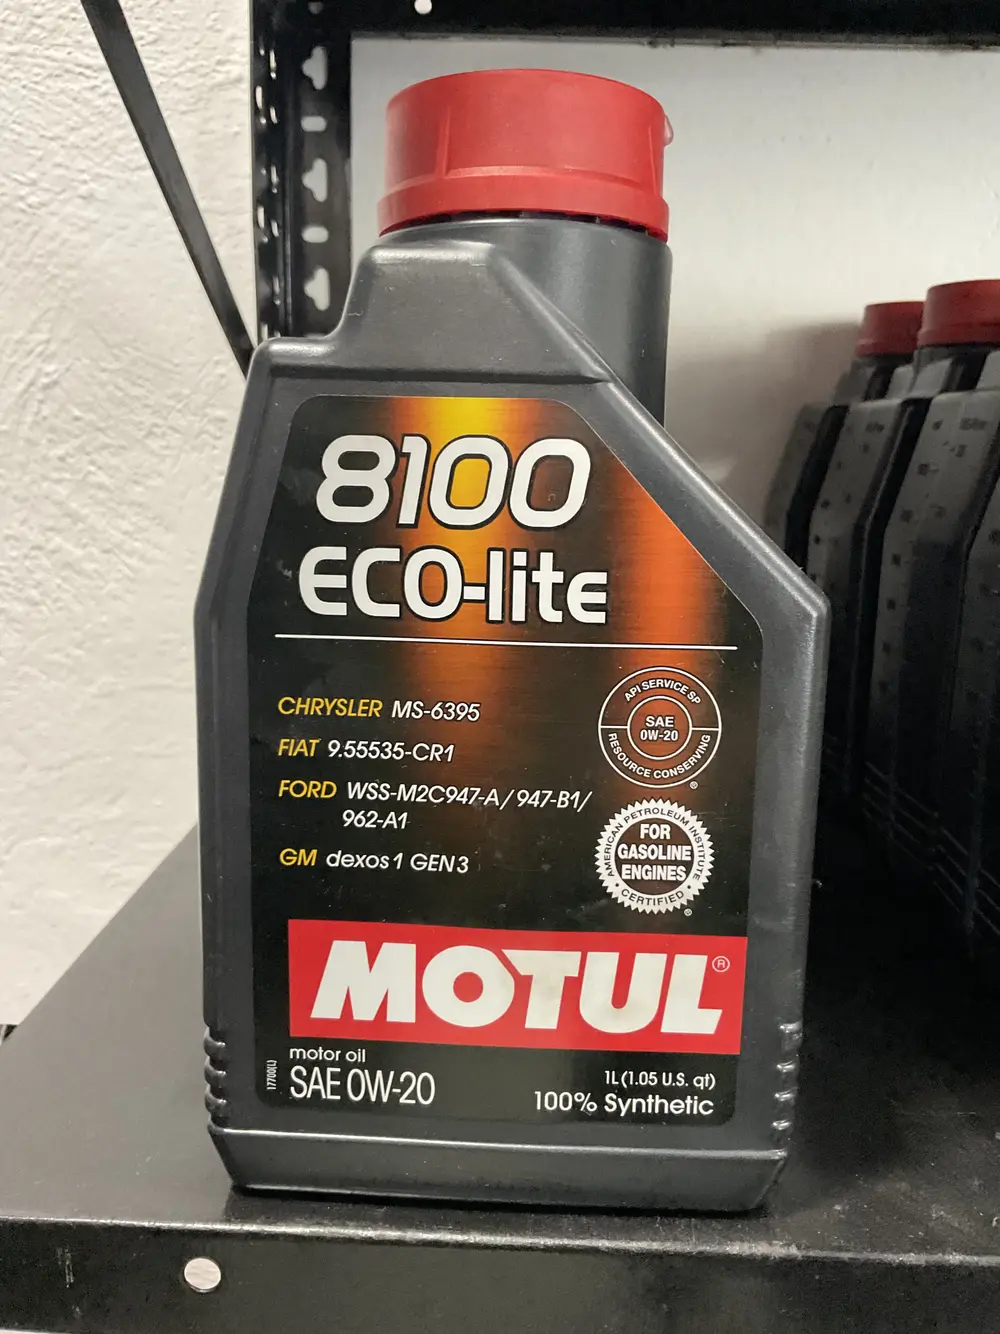 8100
ECO-lite
CHRYSLER MS-6395
FIAT 9.55535-CR1
FORD WSS-M2C947-A / 947-B1/
962-A1
GM dexos 1 GEN 3
API SERVICE SP
SAE
0W-20
RESOURCE CONSERVING
®
AMERICAN PETROLEUM INSTITUTE
FOR
GASOLINE
ENGINES
CERTIFIED
®
MOTUL®
motor oil
SAE 0W-20
17700(L)
1L (1.05 U.S. qt)
100% Synthetic